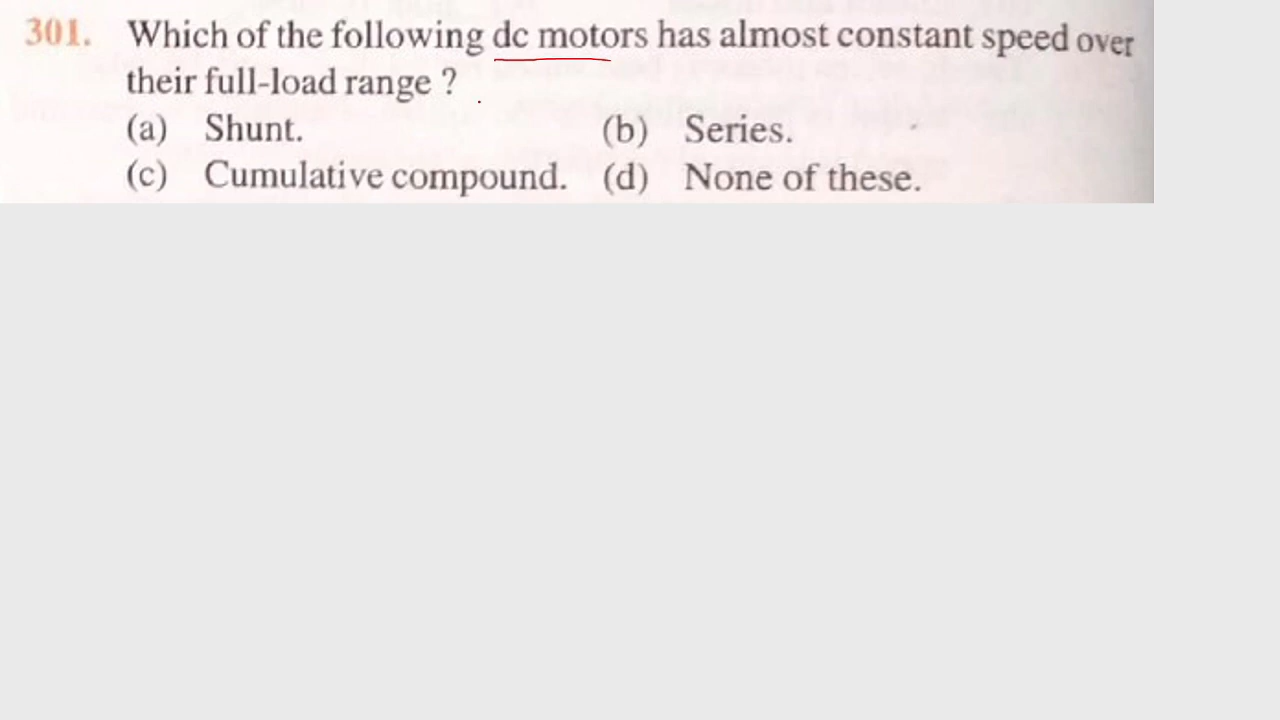 301. Which of the following dc motors has almost constant speed over
their full-load range ?
(a) Shunt. (b) Series.
(c) Cumulative compound. (d) None of these.